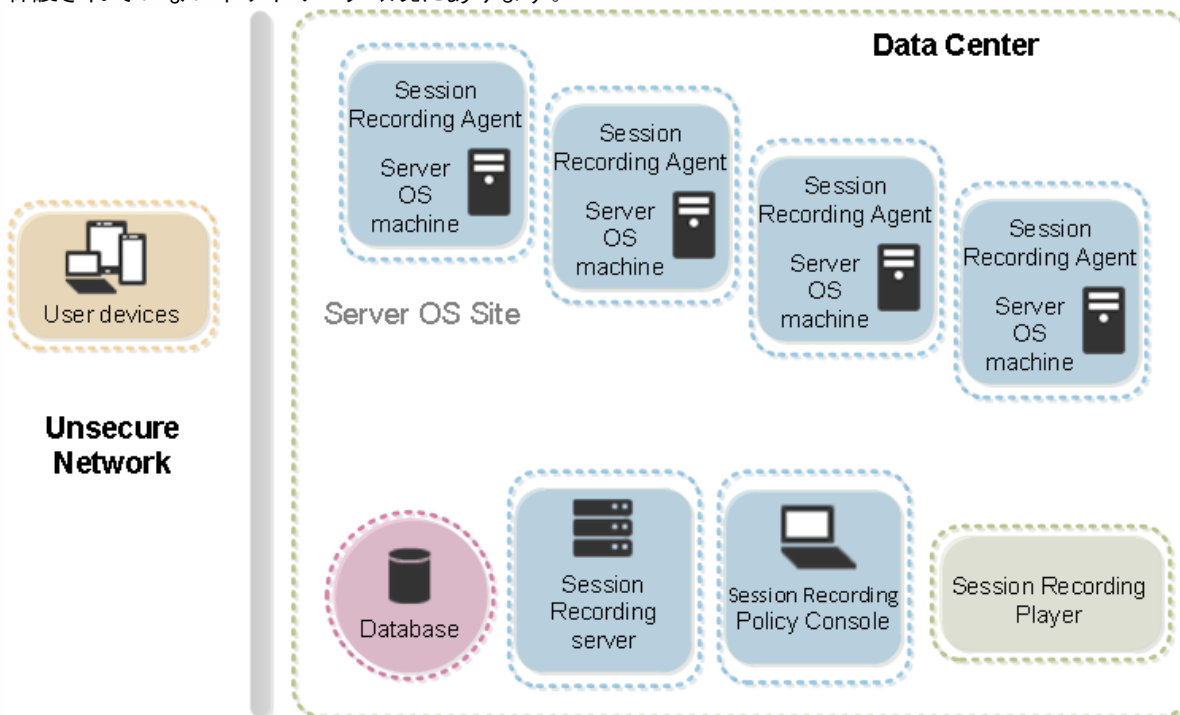 Data Center
Session
Recording Agent
Server
OS
machine
Session
Recording Agent
Server
OS
machine
Session
Recording Agent
Server
OS
machine
Session
Recording Agent
Server
OS
machine
User devices
Server OS Site
Unsecure
Network
Database
Session
Recording
server
Session Recording
Policy Console
Session Recording
Player